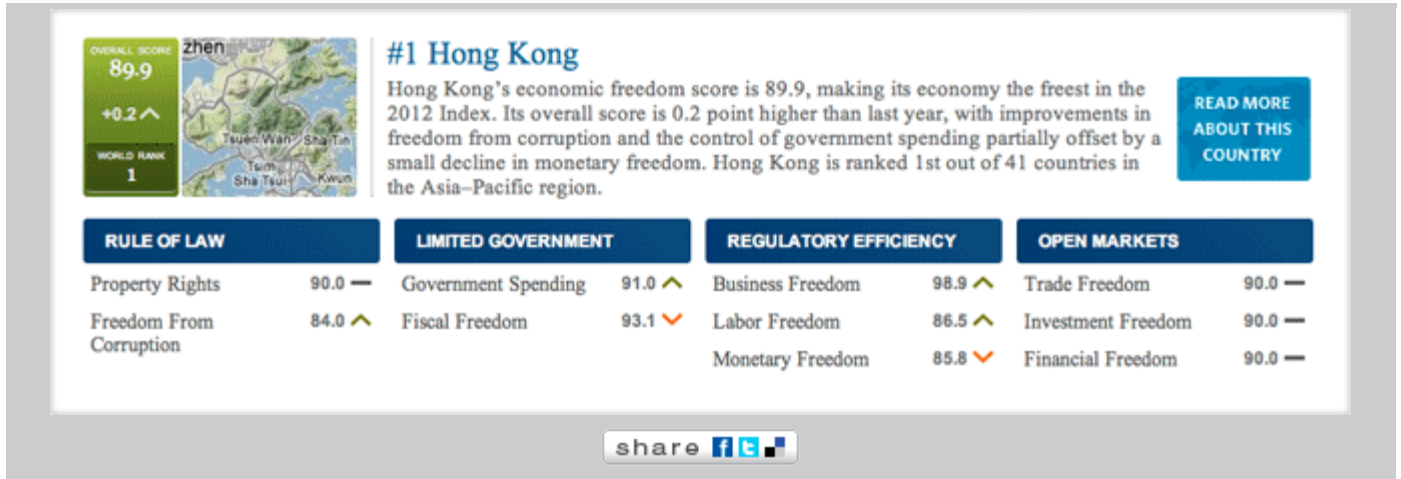 OVERALL SCORE
89.9
+0.2
WORLD RANK
1
zhen
Tsuen Wan
Sha Tin
Tsim
Sha Tsui
Kwun
#1 Hong Kong
Hong Kong's economic freedom score is 89.9, making its economy the freest in the
2012 Index. Its overall score is 0.2 point higher than last year, with improvements in
freedom from corruption and the control of government spending partially offset by a
small decline in monetary freedom. Hong Kong is ranked 1st out of 41 countries in
the Asia–Pacific region.
READ MORE
ABOUT THIS
COUNTRY
RULE OF LAW
Property Rights 90.0
Freedom From 84.0
Corruption
LIMITED GOVERNMENT
Government Spending 91.0
Fiscal Freedom 93.1
REGULATORY EFFICIENCY
Business Freedom 98.9
Labor Freedom 86.5
Monetary Freedom 85.8
OPEN MARKETS
Trade Freedom 90.0
Investment Freedom 90.0
Financial Freedom 90.0
share